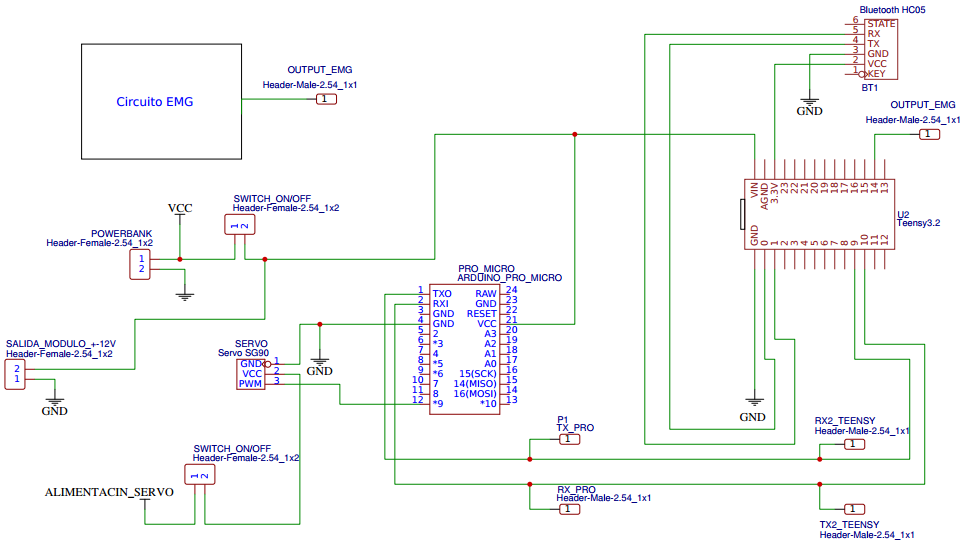 Bluetooth HC05
6 STATE
5 RX
4 TX
3 GND
2 VCC
1 KEY
BT1
GND
OUTPUT_EMG
Header-Male-2.54_1x1
1
Circuito EMG
OUTPUT_EMG
Header-Male-2.54_1x1
1
VIN AGND 3.3V 23 22 21 20 19 18 17 16 15 14 13
GND 0 1 2 3 4 5 6 7 8 9 10 11 12
U2
Teensy3.2
GND
VCC
SWITCH_ON/OFF
Header-Female-2.54_1x2
1 2
POWERBANK
Header-Female-2.54_1x2
1
2
PRO_MICRO
ARDUINO_PRO_MICRO
1 TXO RAW 24
2 RXI GND 23
3 GND RESET 22
4 GND VCC 21
5 2 A3 20
6 *3 A2 19
7 4 A1 18
8 *5 A0 17
9 *6 15(SCK) 16
10 7 14(MISO) 15
11 8 16(MOSI) 14
12 *9 *10 13
SALIDA_MODULO_+-12V
Header-Female-2.54_1x2
2
1
GND
SERVO
Servo SG90
GND 1
VCC 2
PWM 3
GND
SWITCH_ON/OFF
Header-Female-2.54_1x2
1 2
ALIMENTACIN_SERVO
P1
TX_PRO
1
RX_PRO
Header-Male-2.54_1x1
1
RX2_TEENSY
Header-Male-2.54_1x1
1
1
TX2_TEENSY
Header-Male-2.54_1x1